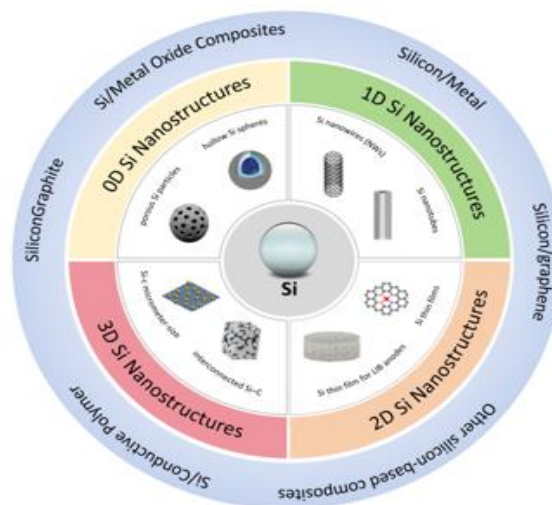 Si/Metal Oxide Composites
Silicon/Metal
Silicon/graphene
Other silicon-based composites
Si/Conductive Polymer
SiliconGraphite
0D Si Nanostructures
1D Si Nanostructures
2D Si Nanostructures
3D Si Nanostructures
hollow Si spheres
porous Si particles
Si nanowires (NWs)
Si nanotubes
Si thin films
Si thin film for LIB anodes
Si-c micrometer-size
interconnected Si-C
Si